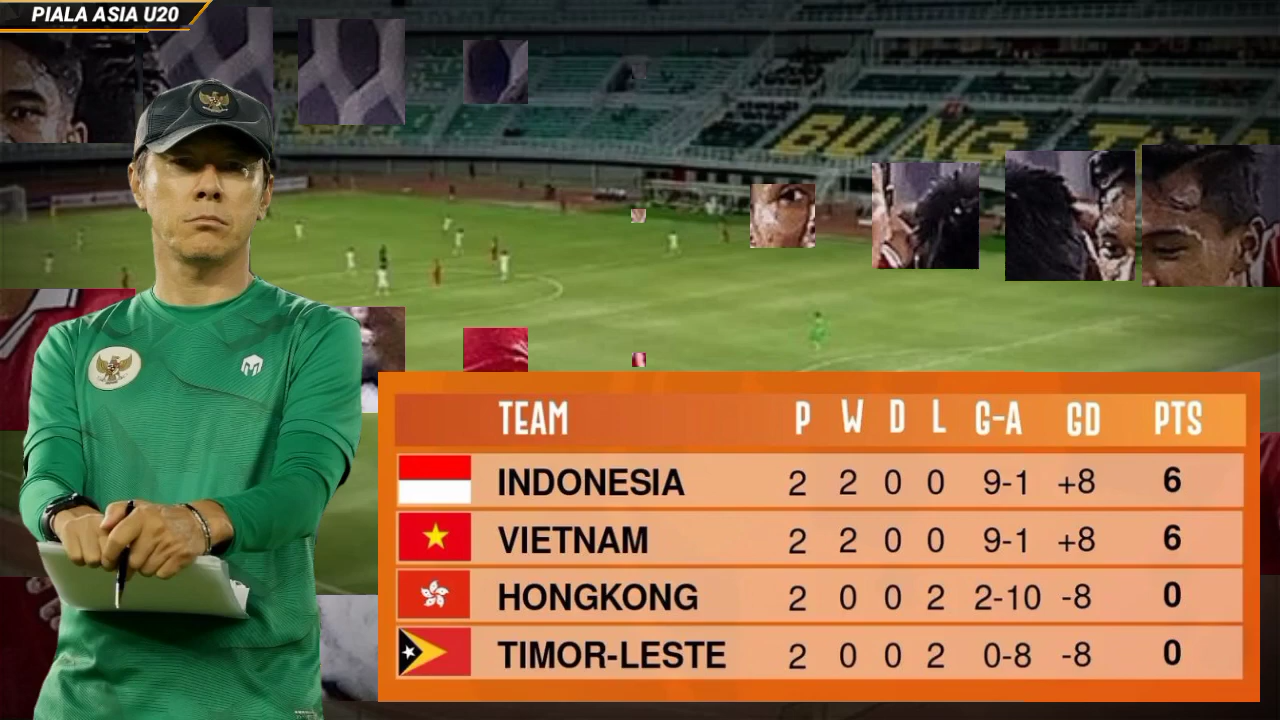 PIALA ASIA U20
BUNG T
TEAM P W D L G-A GD PTS
INDONESIA 2 2 0 0 9-1 +8 6
VIETNAM 2 2 0 0 9-1 +8 6
HONGKONG 2 0 0 2 2-10 -8 0
TIMOR-LESTE 2 0 0 2 0-8 -8 0